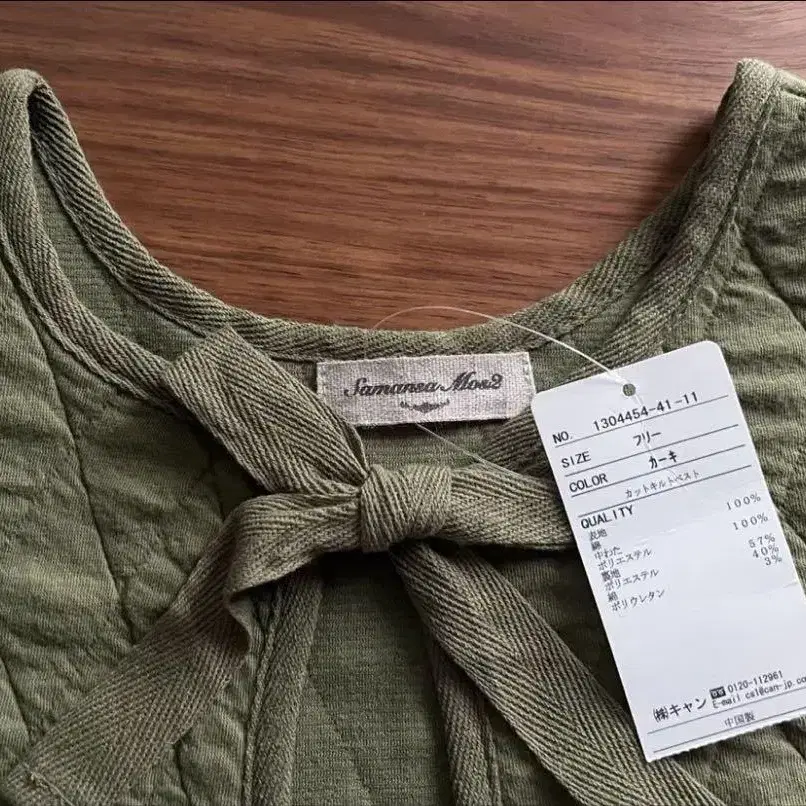 Samansa Mos2
NO. 1304454-41-11
SIZE フリー
COLOR カーキ
カットキルトベスト
QUALITY
表地
綿 100%
中わた
ポリエステル 100%
裏地
ポリエステル 57%
綿 40%
ポリウレタン 3%
㈱キャン
0120-112961
E-mail cs1@can-jp.co
中国製